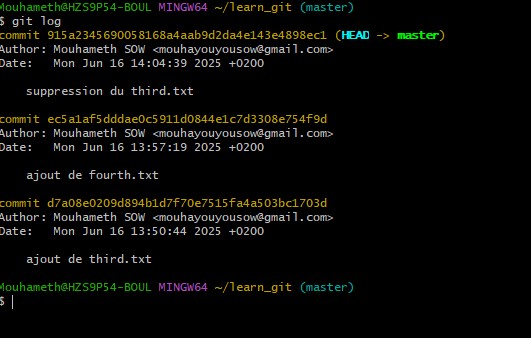 Mouhameth@HZS9P54-BOUL MINGW64 ~/learn_git (master)
$ git log
commit 915a2345690058168a4aab9d2da4e143e4898ec1 (HEAD -> master)
Author: Mouhameth SOW <mouhayouyousow@gmail.com>
Date:   Mon Jun 16 14:04:39 2025 +0200

    suppression du third.txt

commit ec5a1af5dddae0c5911d0844e1c7d3308e754f9d
Author: Mouhameth SOW <mouhayouyousow@gmail.com>
Date:   Mon Jun 16 13:57:19 2025 +0200

    ajout de fourth.txt

commit d7a08e0209d894b1d7f70e7515fa4a503bc1703d
Author: Mouhameth SOW <mouhayouyousow@gmail.com>
Date:   Mon Jun 16 13:50:44 2025 +0200

    ajout de third.txt

Mouhameth@HZS9P54-BOUL MINGW64 ~/learn_git (master)
$